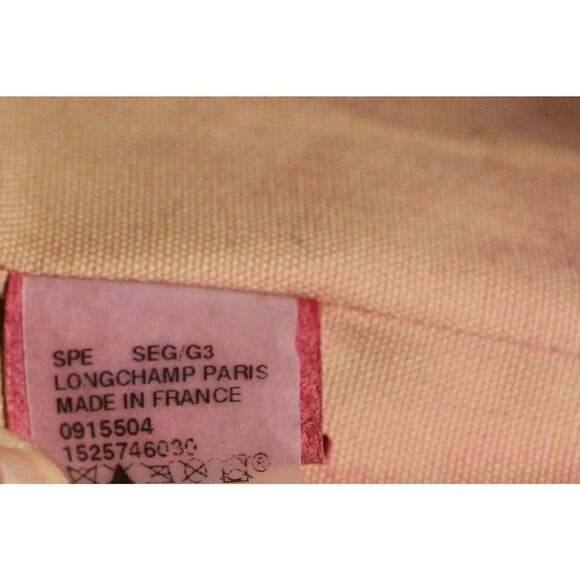 SPE SEG/G3
LONGCHAMP PARIS
MADE IN FRANCE
0915504
1525746030
®